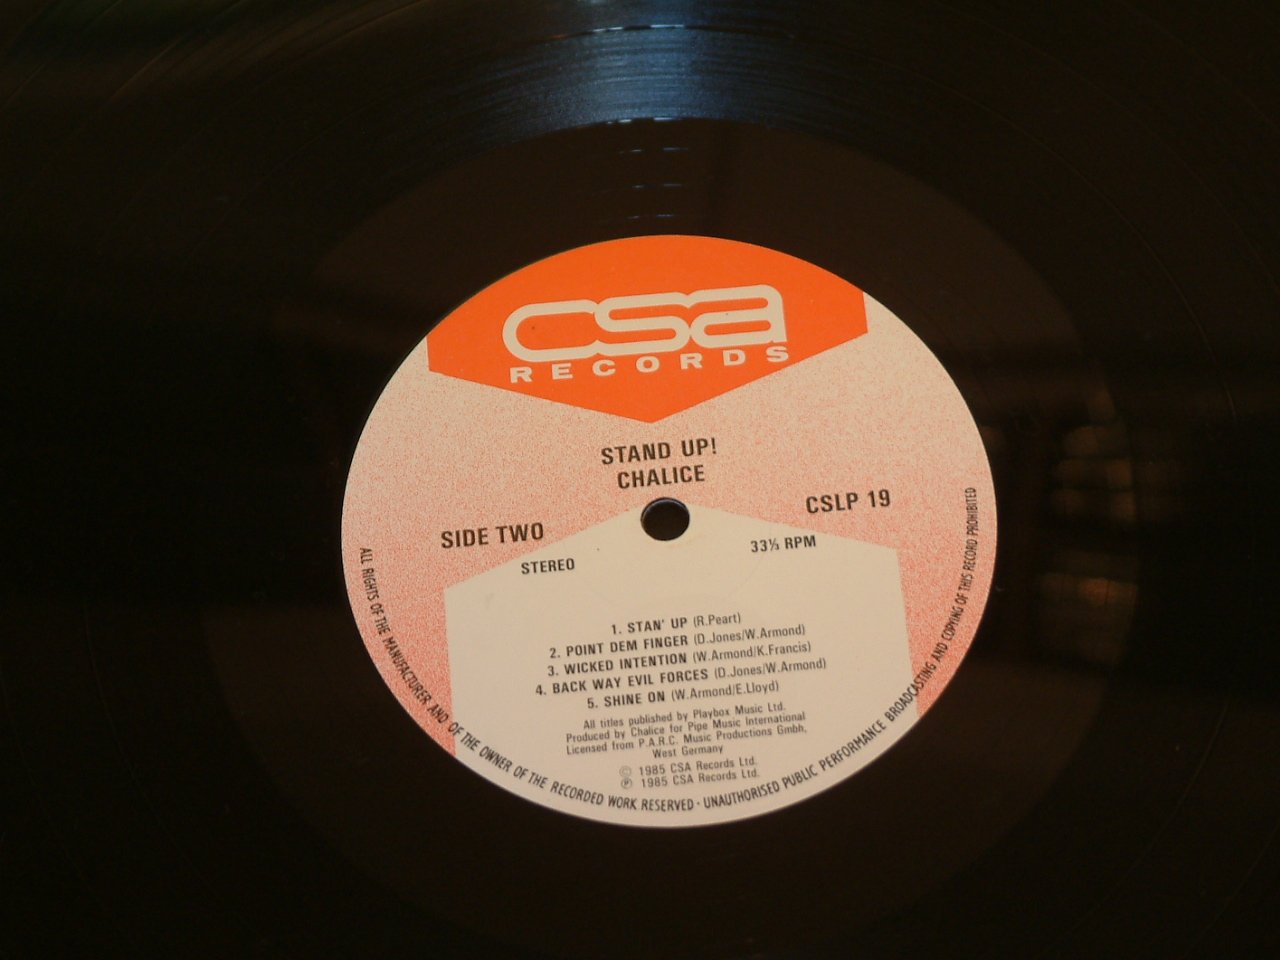 csa
RECORDS
STAND UP!
CHALICE
SIDE TWO
CSLP 19
STEREO
33⅓ RPM
1. STAN' UP (R.Peart)
2. POINT DEM FINGER (D.Jones/W.Armond)
3. WICKED INTENTION (W.Armond/K.Francis)
4. BACK WAY EVIL FORCES (D.Jones/W.Armond)
5. SHINE ON (W.Armond/E.Lloyd)
All titles published by Playbox Music Ltd.
Produced by Chalice for Pipe Music International
Licensed from P.A.R.C. Music Productions Gmbh,
West Germany
© 1985 CSA Records Ltd.
℗ 1985 CSA Records Ltd.
ALL RIGHTS OF THE MANUFACTURER AND OF THE OWNER OF THE RECORDED WORK RESERVED · UNAUTHORISED PUBLIC PERFORMANCE BROADCASTING AND COPYING OF THIS RECORD PROHIBITED